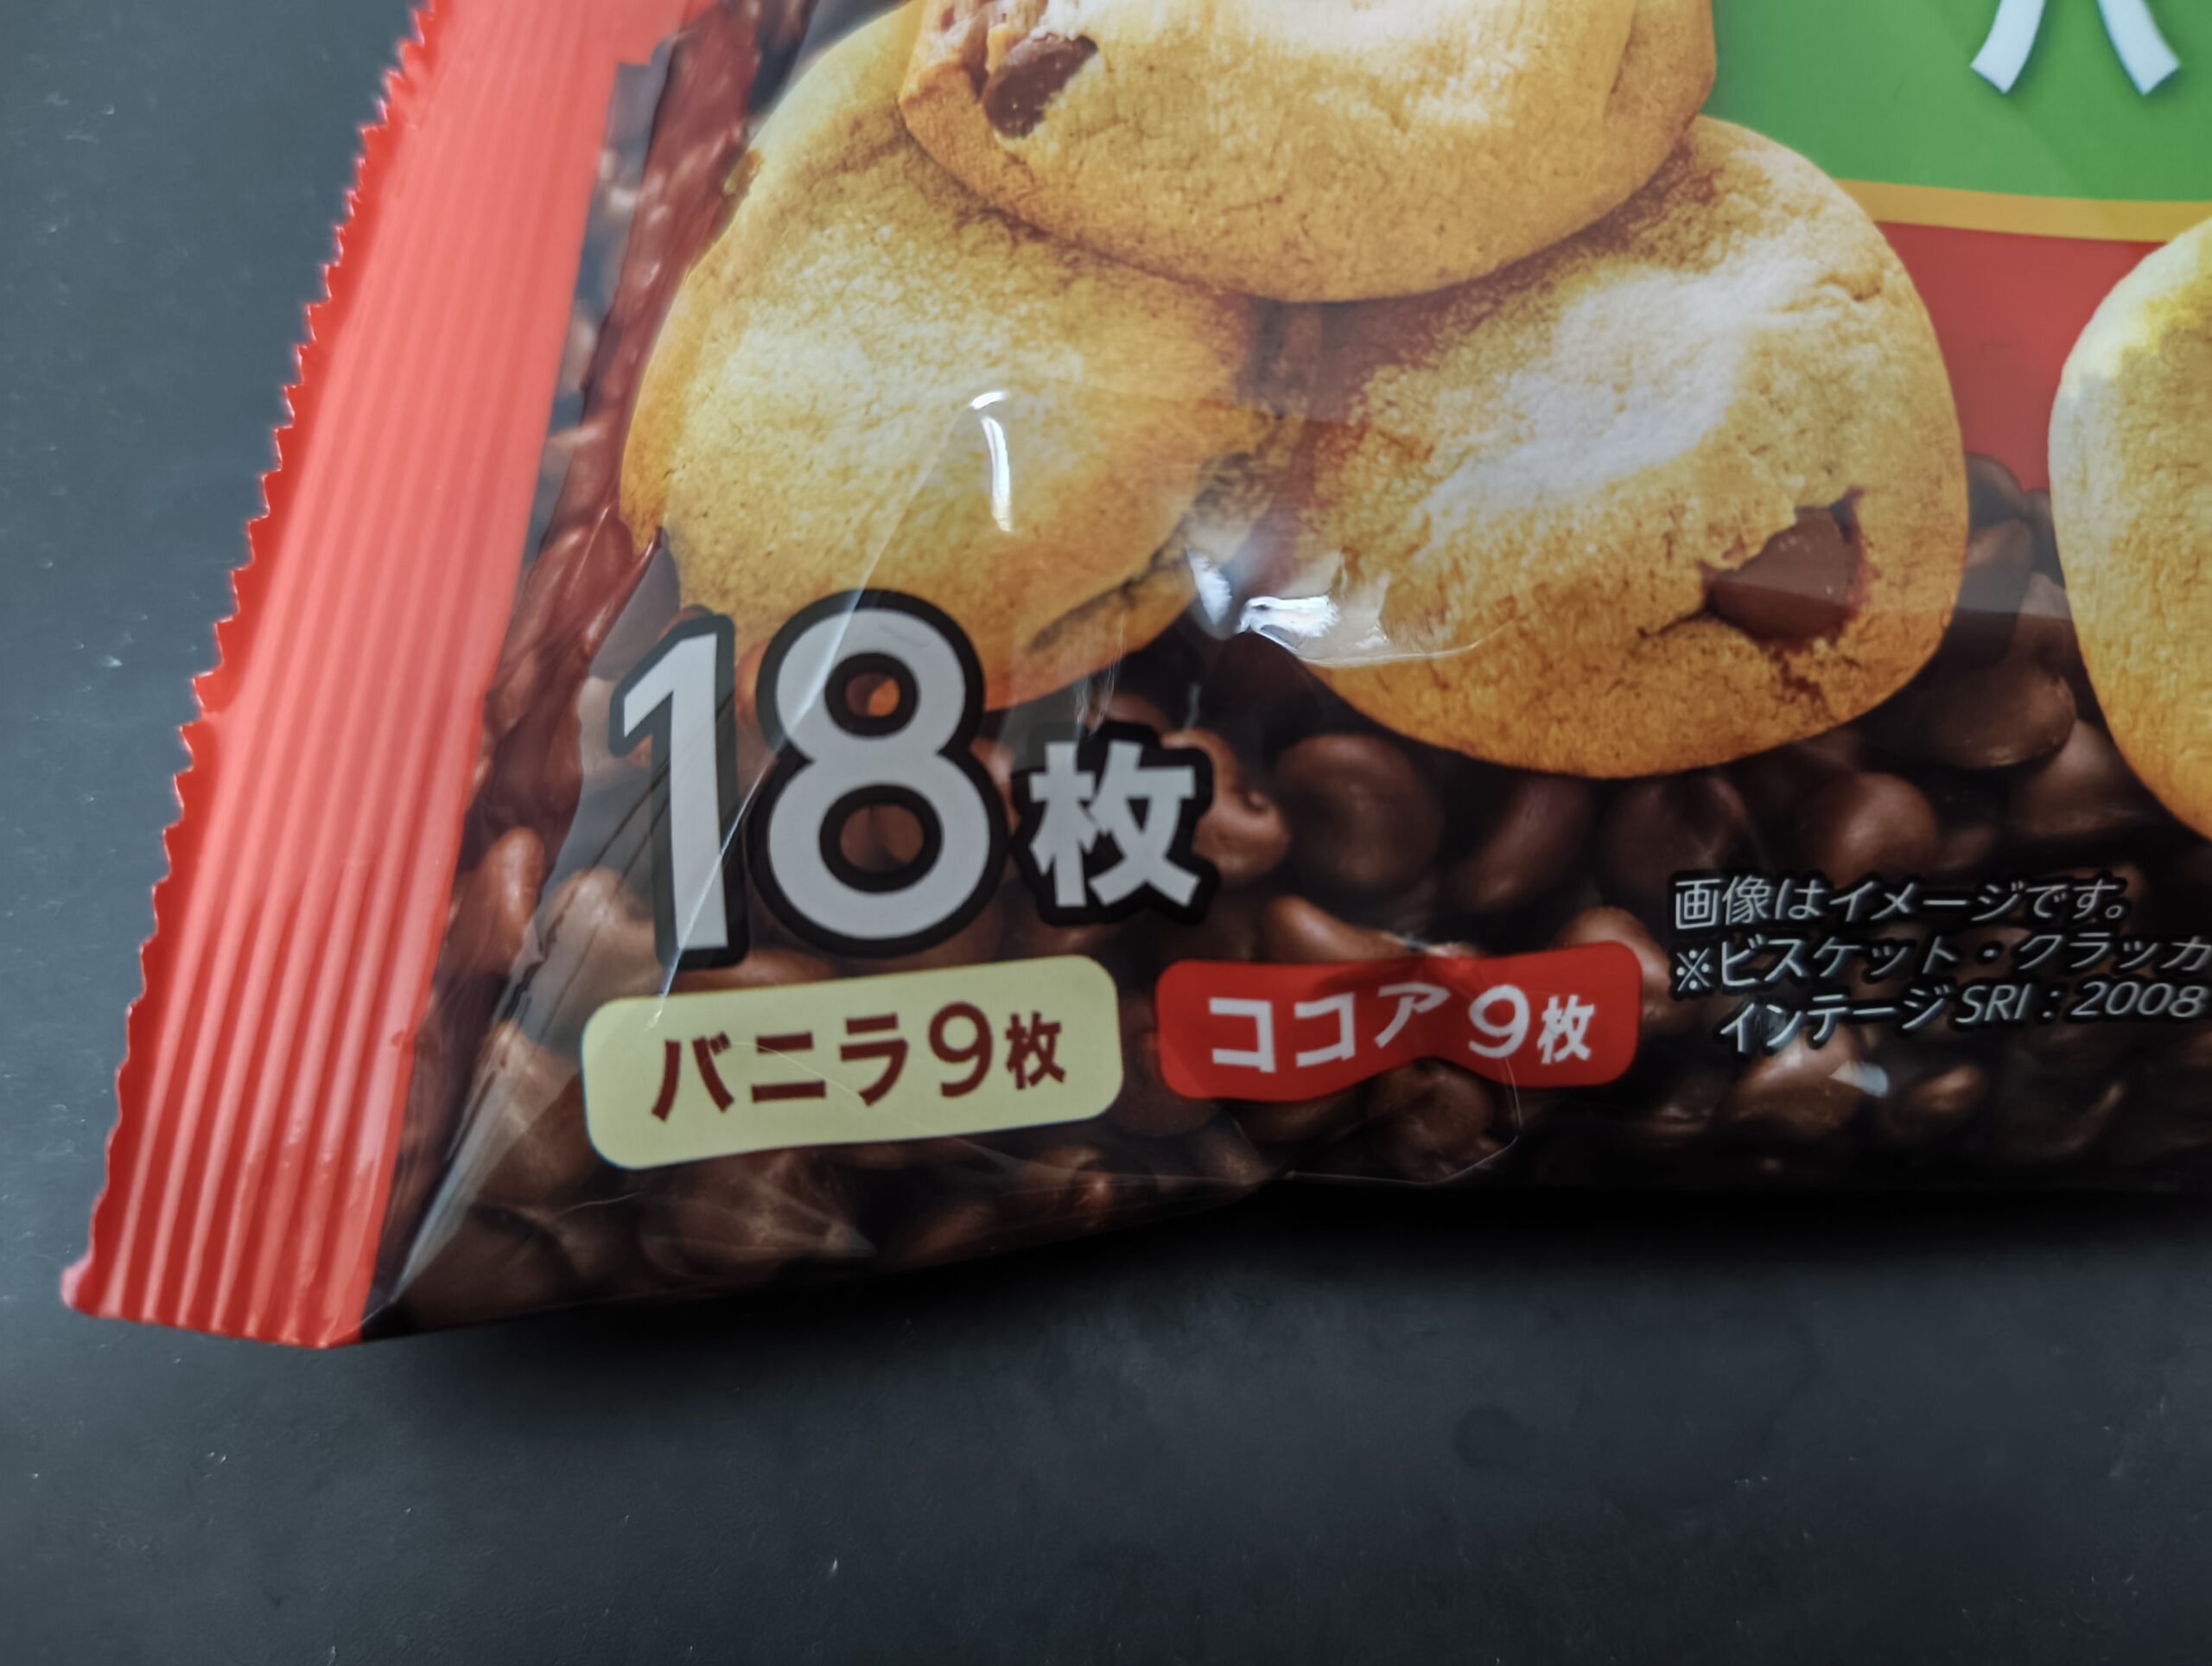 18枚
バニラ9枚
ココア9枚
画像はイメージです。
※ビスケット・クラッカ
インテージSRI：2008